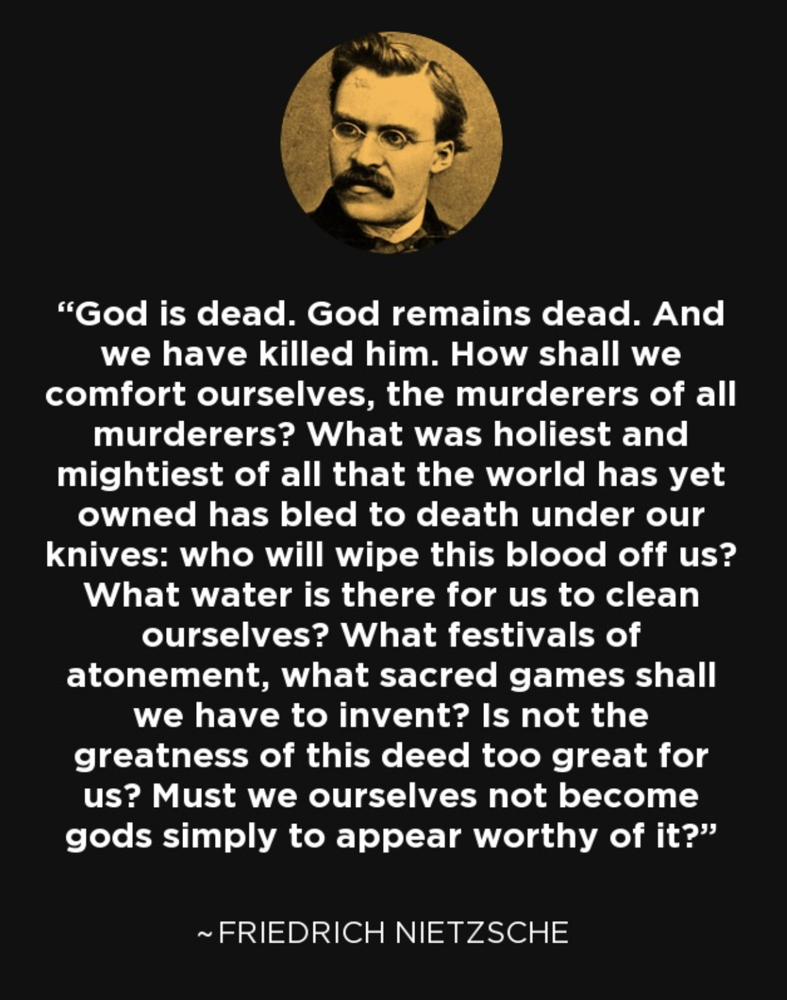 “God is dead. God remains dead. And
we have killed him. How shall we
comfort ourselves, the murderers of all
murderers? What was holiest and
mightiest of all that the world has yet
owned has bled to death under our
knives: who will wipe this blood off us?
What water is there for us to clean
ourselves? What festivals of
atonement, what sacred games shall
we have to invent? Is not the
greatness of this deed too great for
us? Must we ourselves not become
gods simply to appear worthy of it?”
~ FRIEDRICH NIETZSCHE